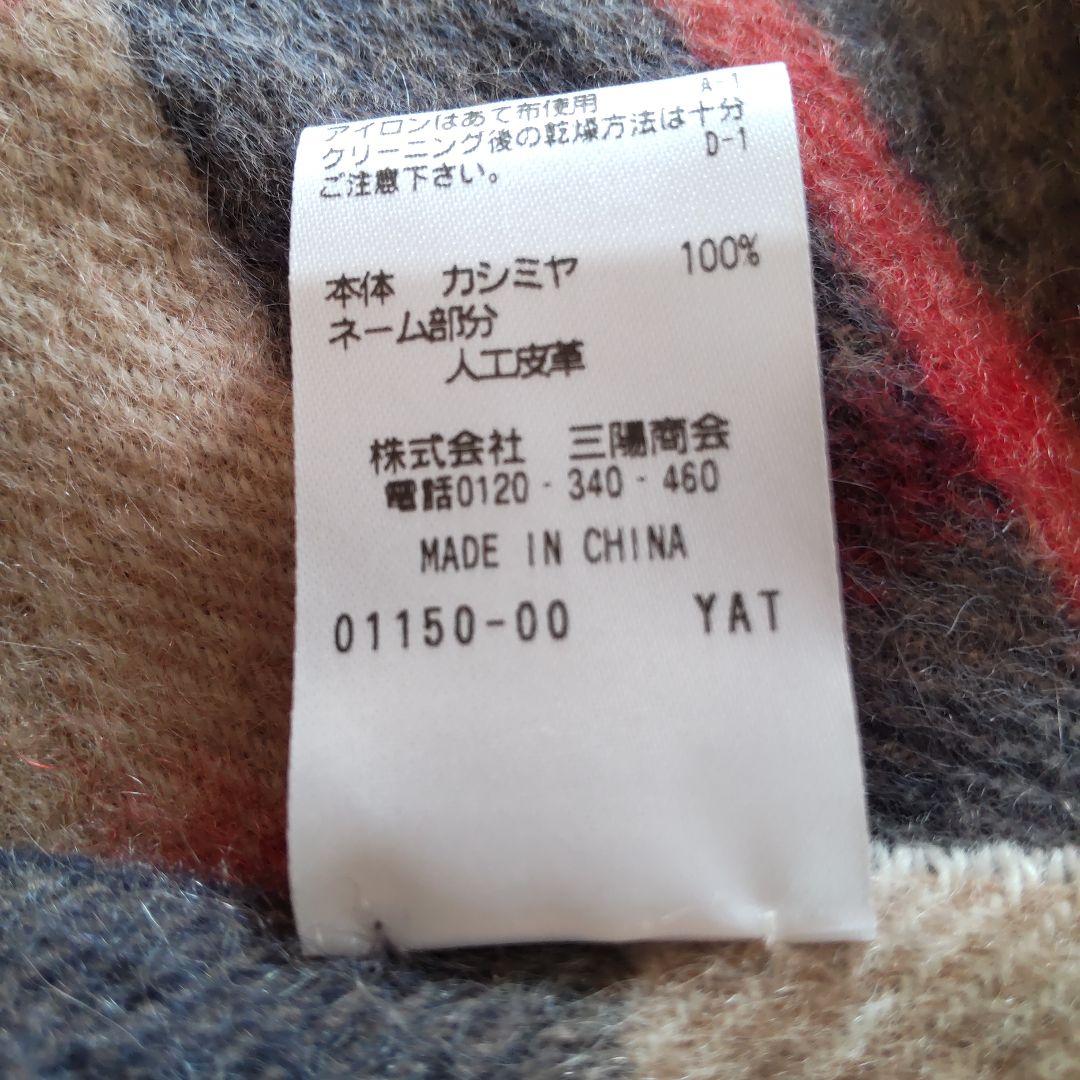 A-1
アイロンはあて布使用
クリーニング後の乾燥方法は十分 D-1
ご注意下さい。
本体 カシミヤ 100%
ネーム部分
人工皮革
株式会社 三陽商会
電話0120-340-460
MADE IN CHINA
01150-00 YAT